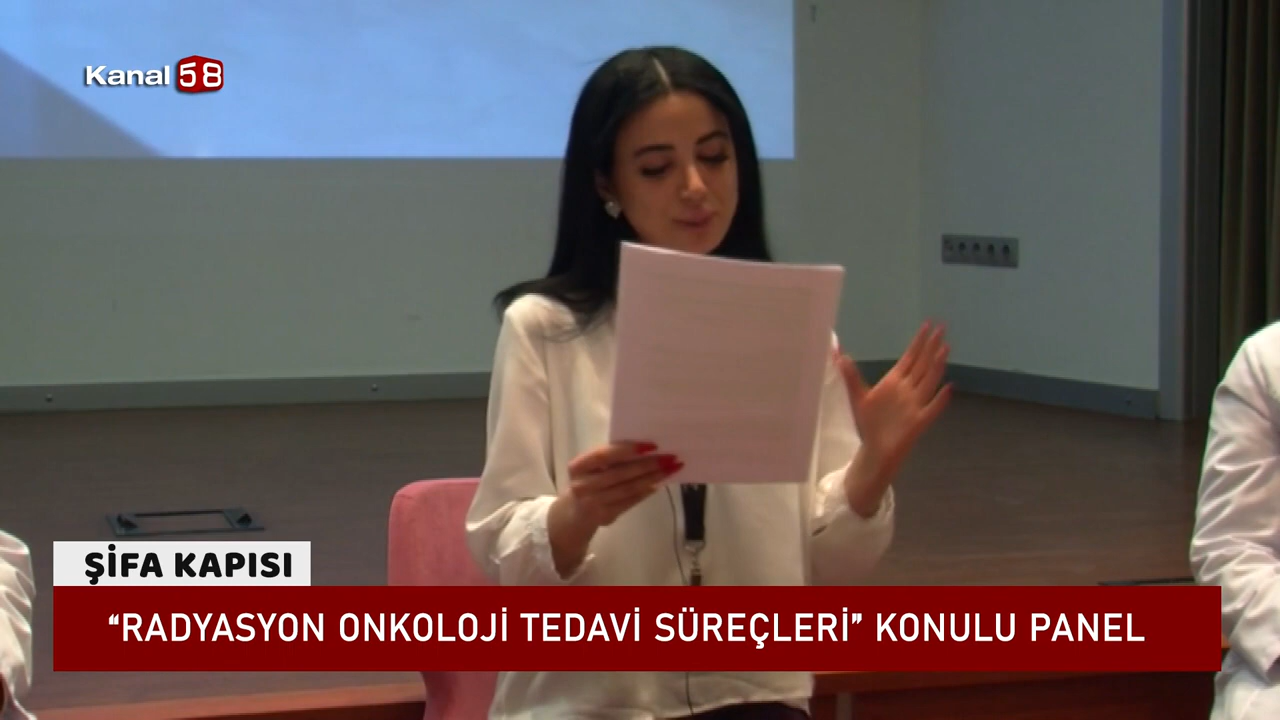 Kanal 58
ŞİFA KAPISI
“RADYASYON ONKOLOJİ TEDAVİ SÜREÇLERİ” KONULU PANEL